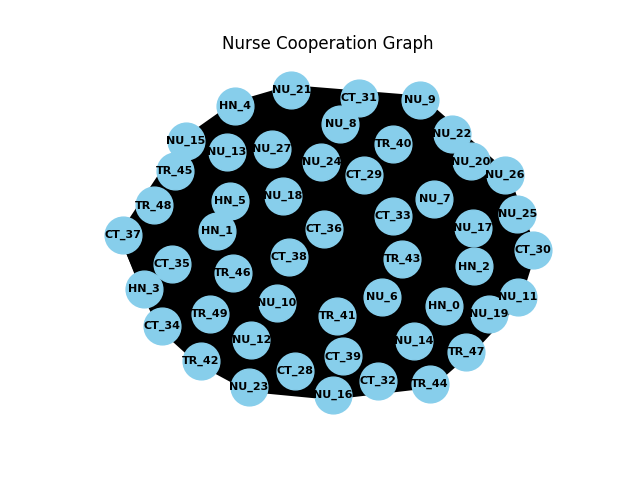 Nurse Cooperation Graph
NU_21
CT_31
NU_9
HN_4
NU_8
NU_22
NU_15
NU_13
NU_27
TR_40
NU_24
NU_20
TR_45
CT_29
NU_26
NU_18
HN_5
NU_7
TR_48
CT_33
NU_25
HN_1
CT_36
NU_17
CT_37
CT_30
CT_38
TR_43
CT_35
HN_2
TR_46
HN_3
NU_6
NU_11
NU_10
HN_0
TR_49
TR_41
NU_19
CT_34
NU_12
NU_14
TR_47
CT_39
TR_42
CT_28
CT_32
TR_44
NU_23
NU_16